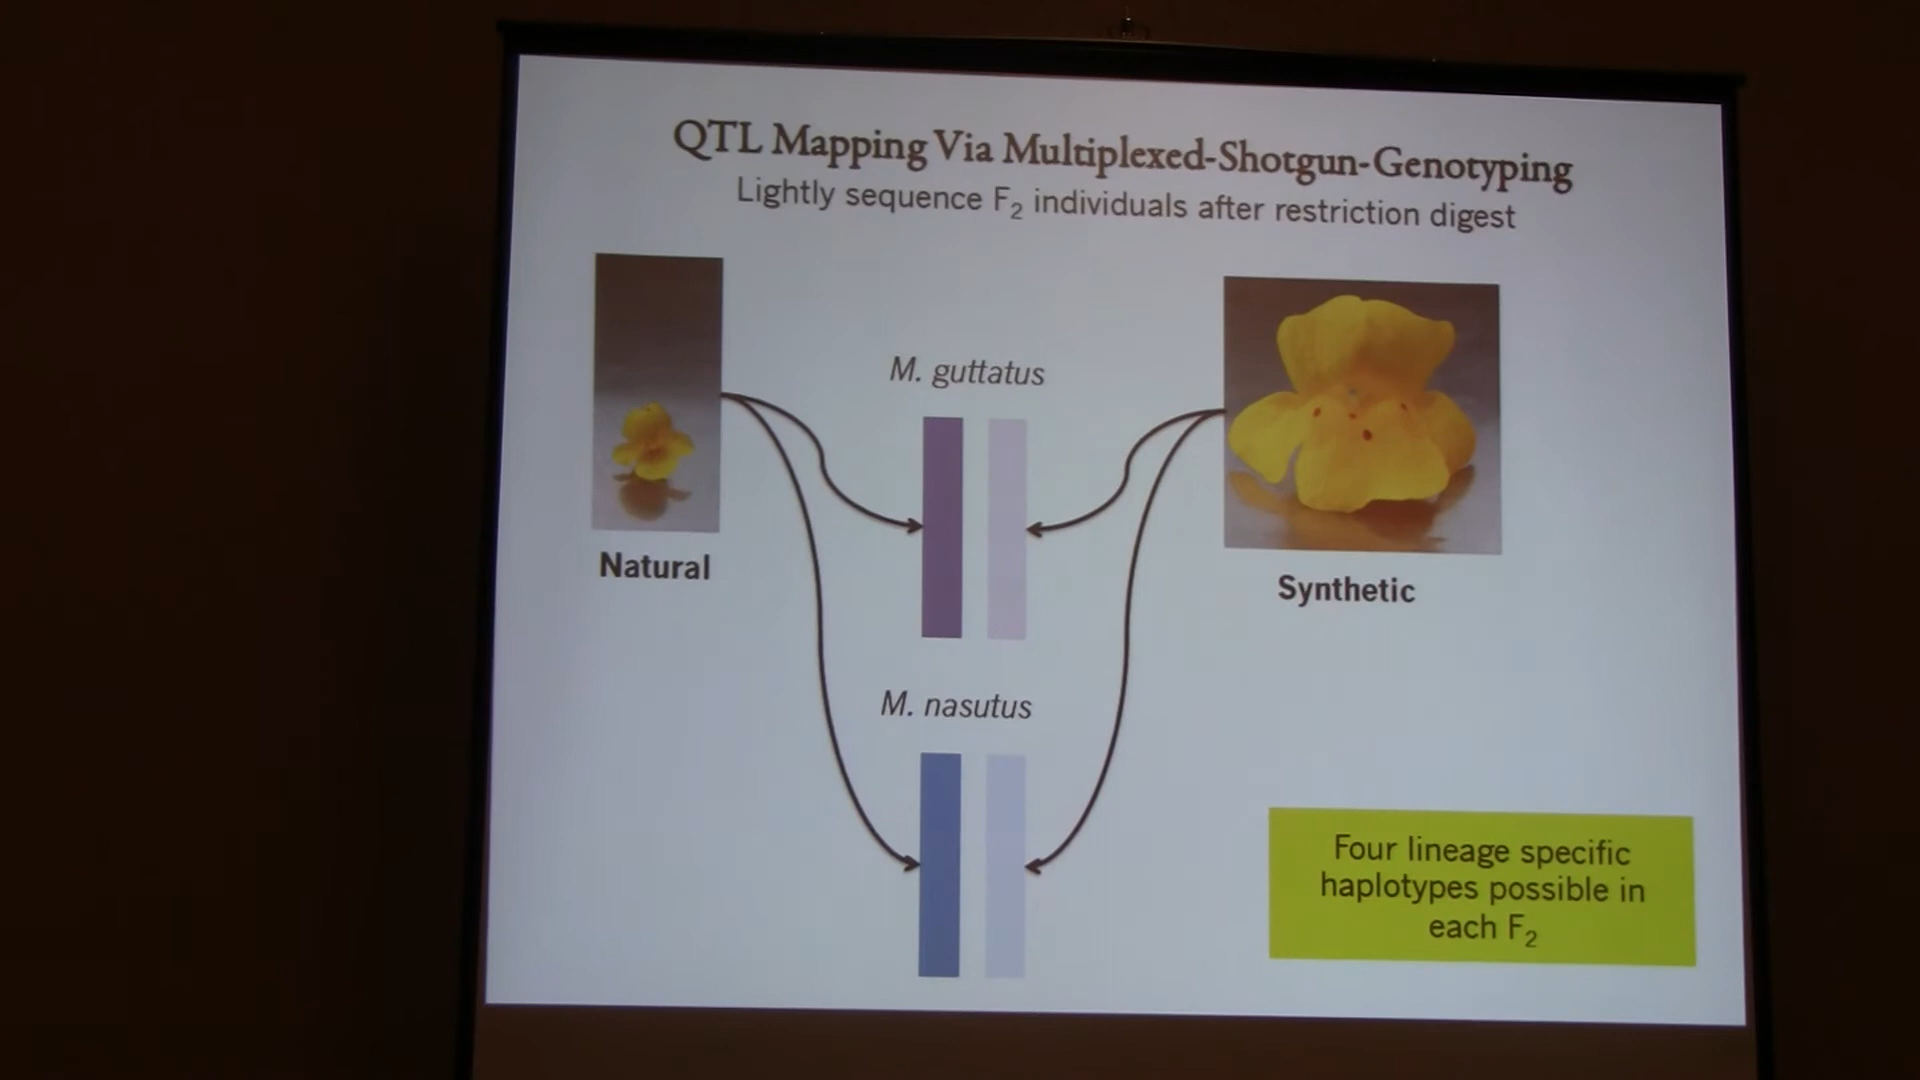 QTL Mapping Via Multiplexed-Shotgun-Genotyping
Lightly sequence F₂ individuals after restriction digest
M. guttatus
Natural
Synthetic
M. nasutus
Four lineage specific
haplotypes possible in
each F₂